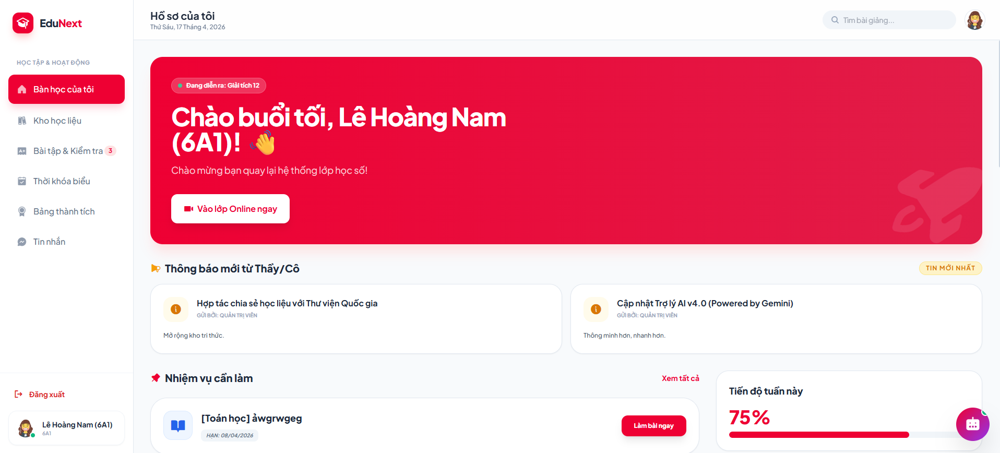 EduNext
HỌC TẬP & HOẠT ĐỘNG
Bàn học của tôi
Kho học liệu
Bài tập & Kiểm tra 3
Thời khóa biểu
Bảng thành tích
Tin nhắn
Đăng xuất
Lê Hoàng Nam (6A1)
6A1
Hồ sơ của tôi
Thứ Sáu, 17 Tháng 4, 2026
Tìm bài giảng...
Đang diễn ra: Giải tích 12
Chào buổi tối, Lê Hoàng Nam
(6A1)! 👋
Chào mừng bạn quay lại hệ thống lớp học số!
Vào lớp Online ngay
Thông báo mới từ Thầy/Cô
TIN MỚI NHẤT
Hợp tác chia sẻ học liệu với Thư viện Quốc gia
GỬI BỞI: QUẢN TRỊ VIÊN
Mở rộng kho tri thức.
Cập nhật Trợ lý AI v4.0 (Powered by Gemini)
GỬI BỞI: QUẢN TRỊ VIÊN
Thông minh hơn, nhanh hơn.
Nhiệm vụ cần làm
Xem tất cả
[Toán học] ảwgrwgeg
HẠN: 08/04/2026
Làm bài ngay
Tiến độ tuần này
75%